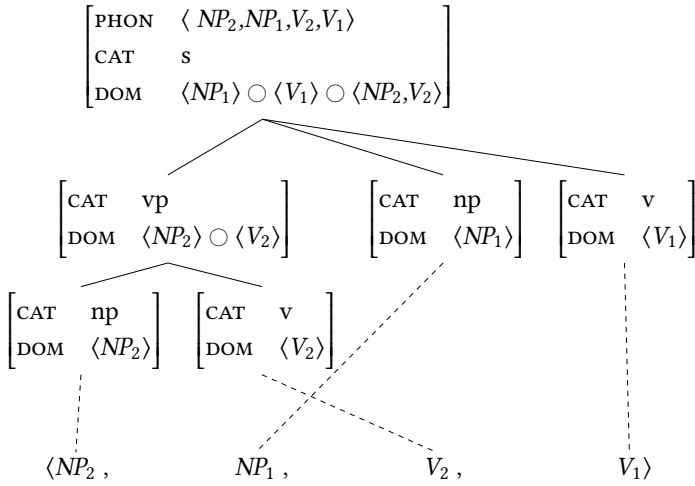 PHON ⟨ NP₂,NP₁,V₂,V₁⟩
CAT s
DOM ⟨NP₁⟩ ○ ⟨V₁⟩ ○ ⟨NP₂,V₂⟩
CAT vp CAT np CAT v
DOM ⟨NP₂⟩ ○ ⟨V₂⟩ DOM ⟨NP₁⟩ DOM ⟨V₁⟩
CAT np CAT v
DOM ⟨NP₂⟩ DOM ⟨V₂⟩
⟨NP₂ , NP₁ , V₂ , V₁⟩